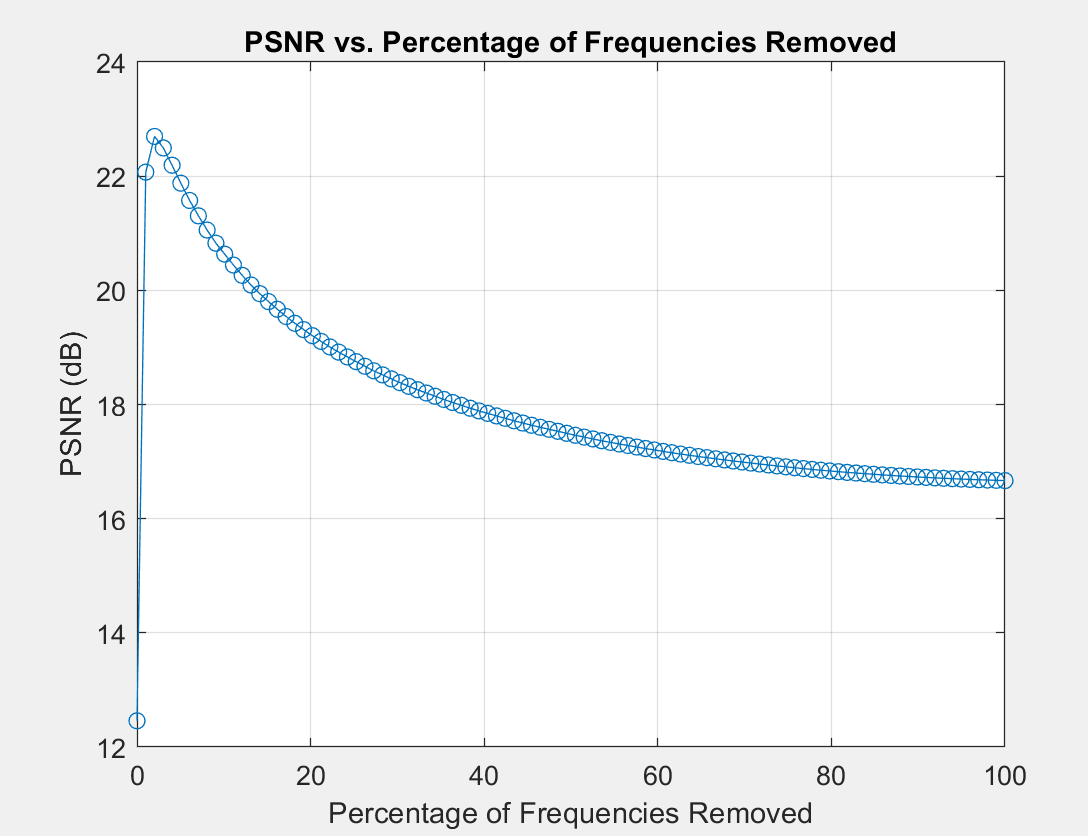 PSNR vs. Percentage of Frequencies Removed
24
22
20
18
16
14
12
PSNR (dB)
0 20 40 60 80 100
Percentage of Frequencies Removed